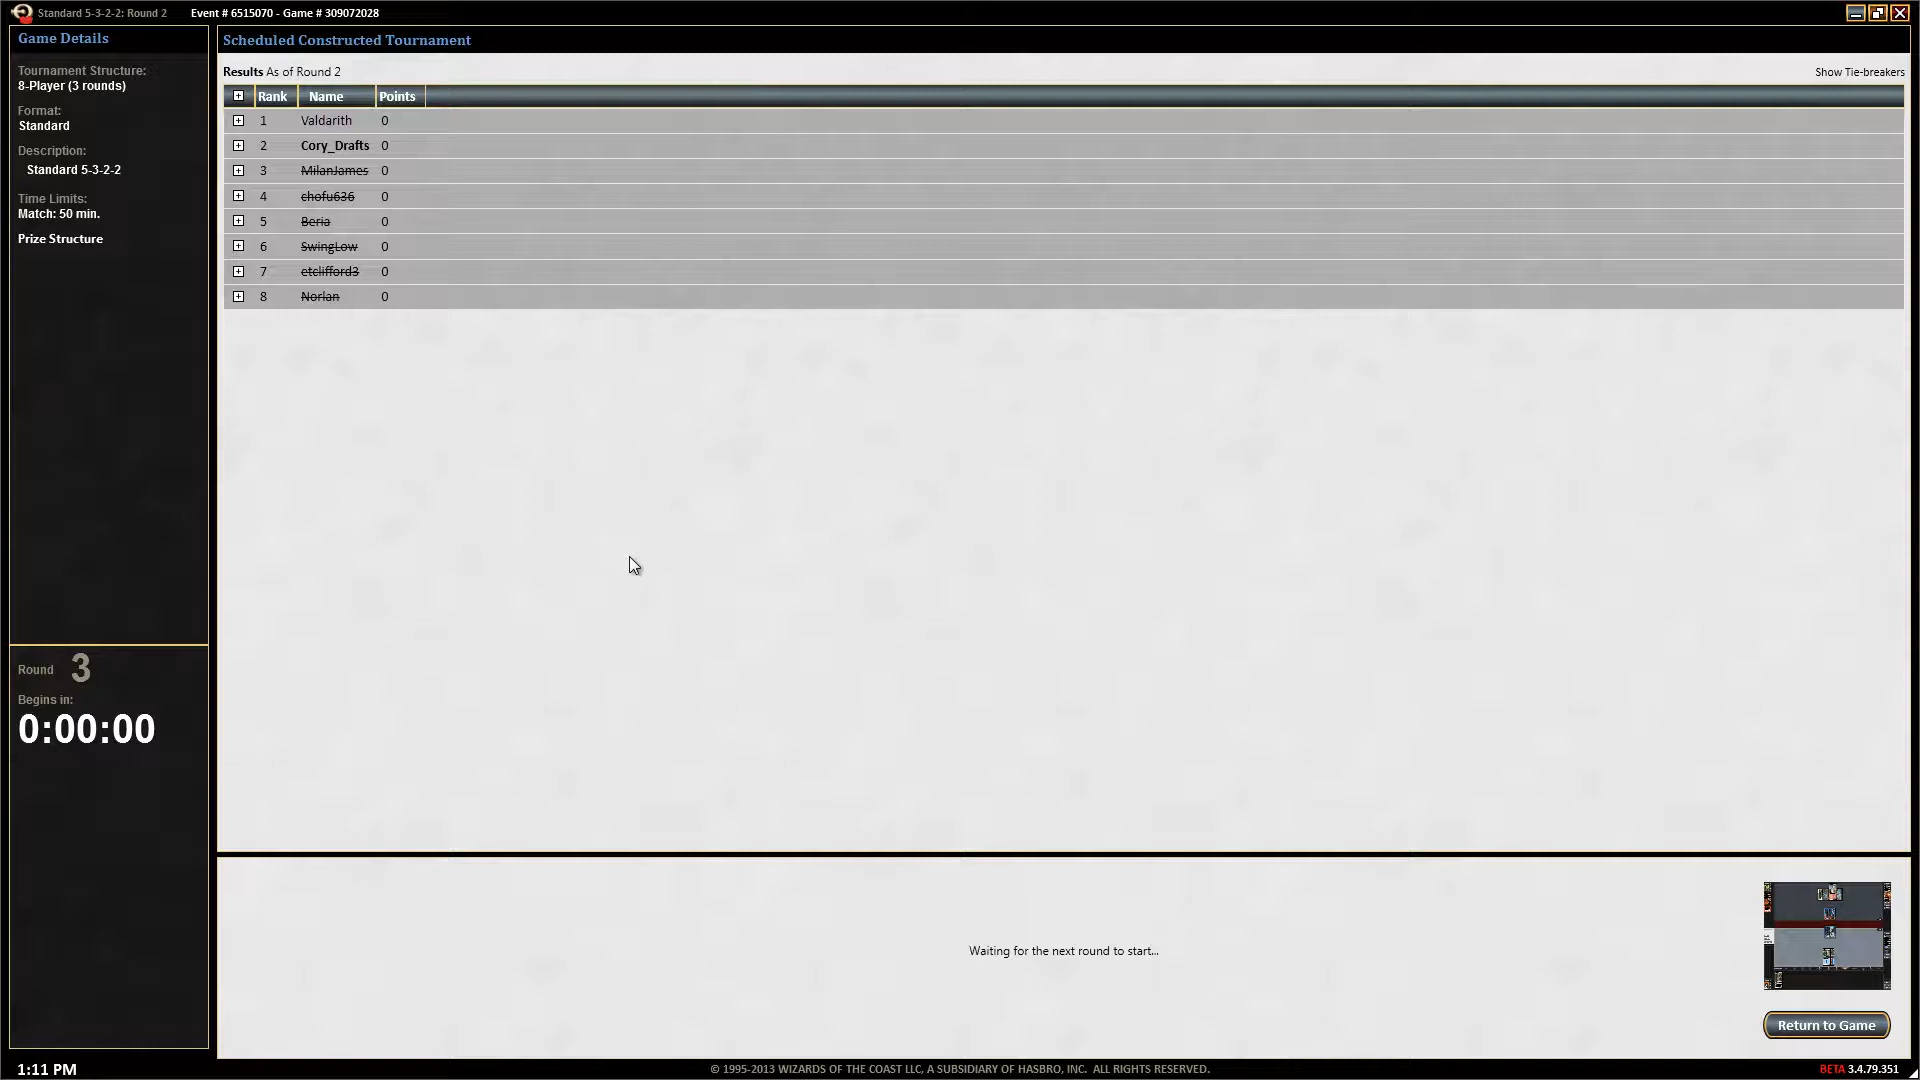 Standard 5-3-2-2: Round 2 Event # 6515070 - Game # 309072028
Game Details
Tournament Structure:
8-Player (3 rounds)
Format:
Standard
Description:
Standard 5-3-2-2
Time Limits:
Match: 50 min.
Prize Structure
Round 3
Begins in:
0:00:00
1:11 PM
Scheduled Constructed Tournament
Results As of Round 2 Show Tie-breakers
Rank Name Points
1 Valdarith 0
2 Cory_Drafts 0
3 MilanJames 0
4 chofu636 0
5 Beria 0
6 SwingLow 0
7 etclifford3 0
8 Norlan 0
Waiting for the next round to start...
Return to Game
© 1995-2013 WIZARDS OF THE COAST LLC, A SUBSIDIARY OF HASBRO, INC. ALL RIGHTS RESERVED.
BETA 3.4.79.351